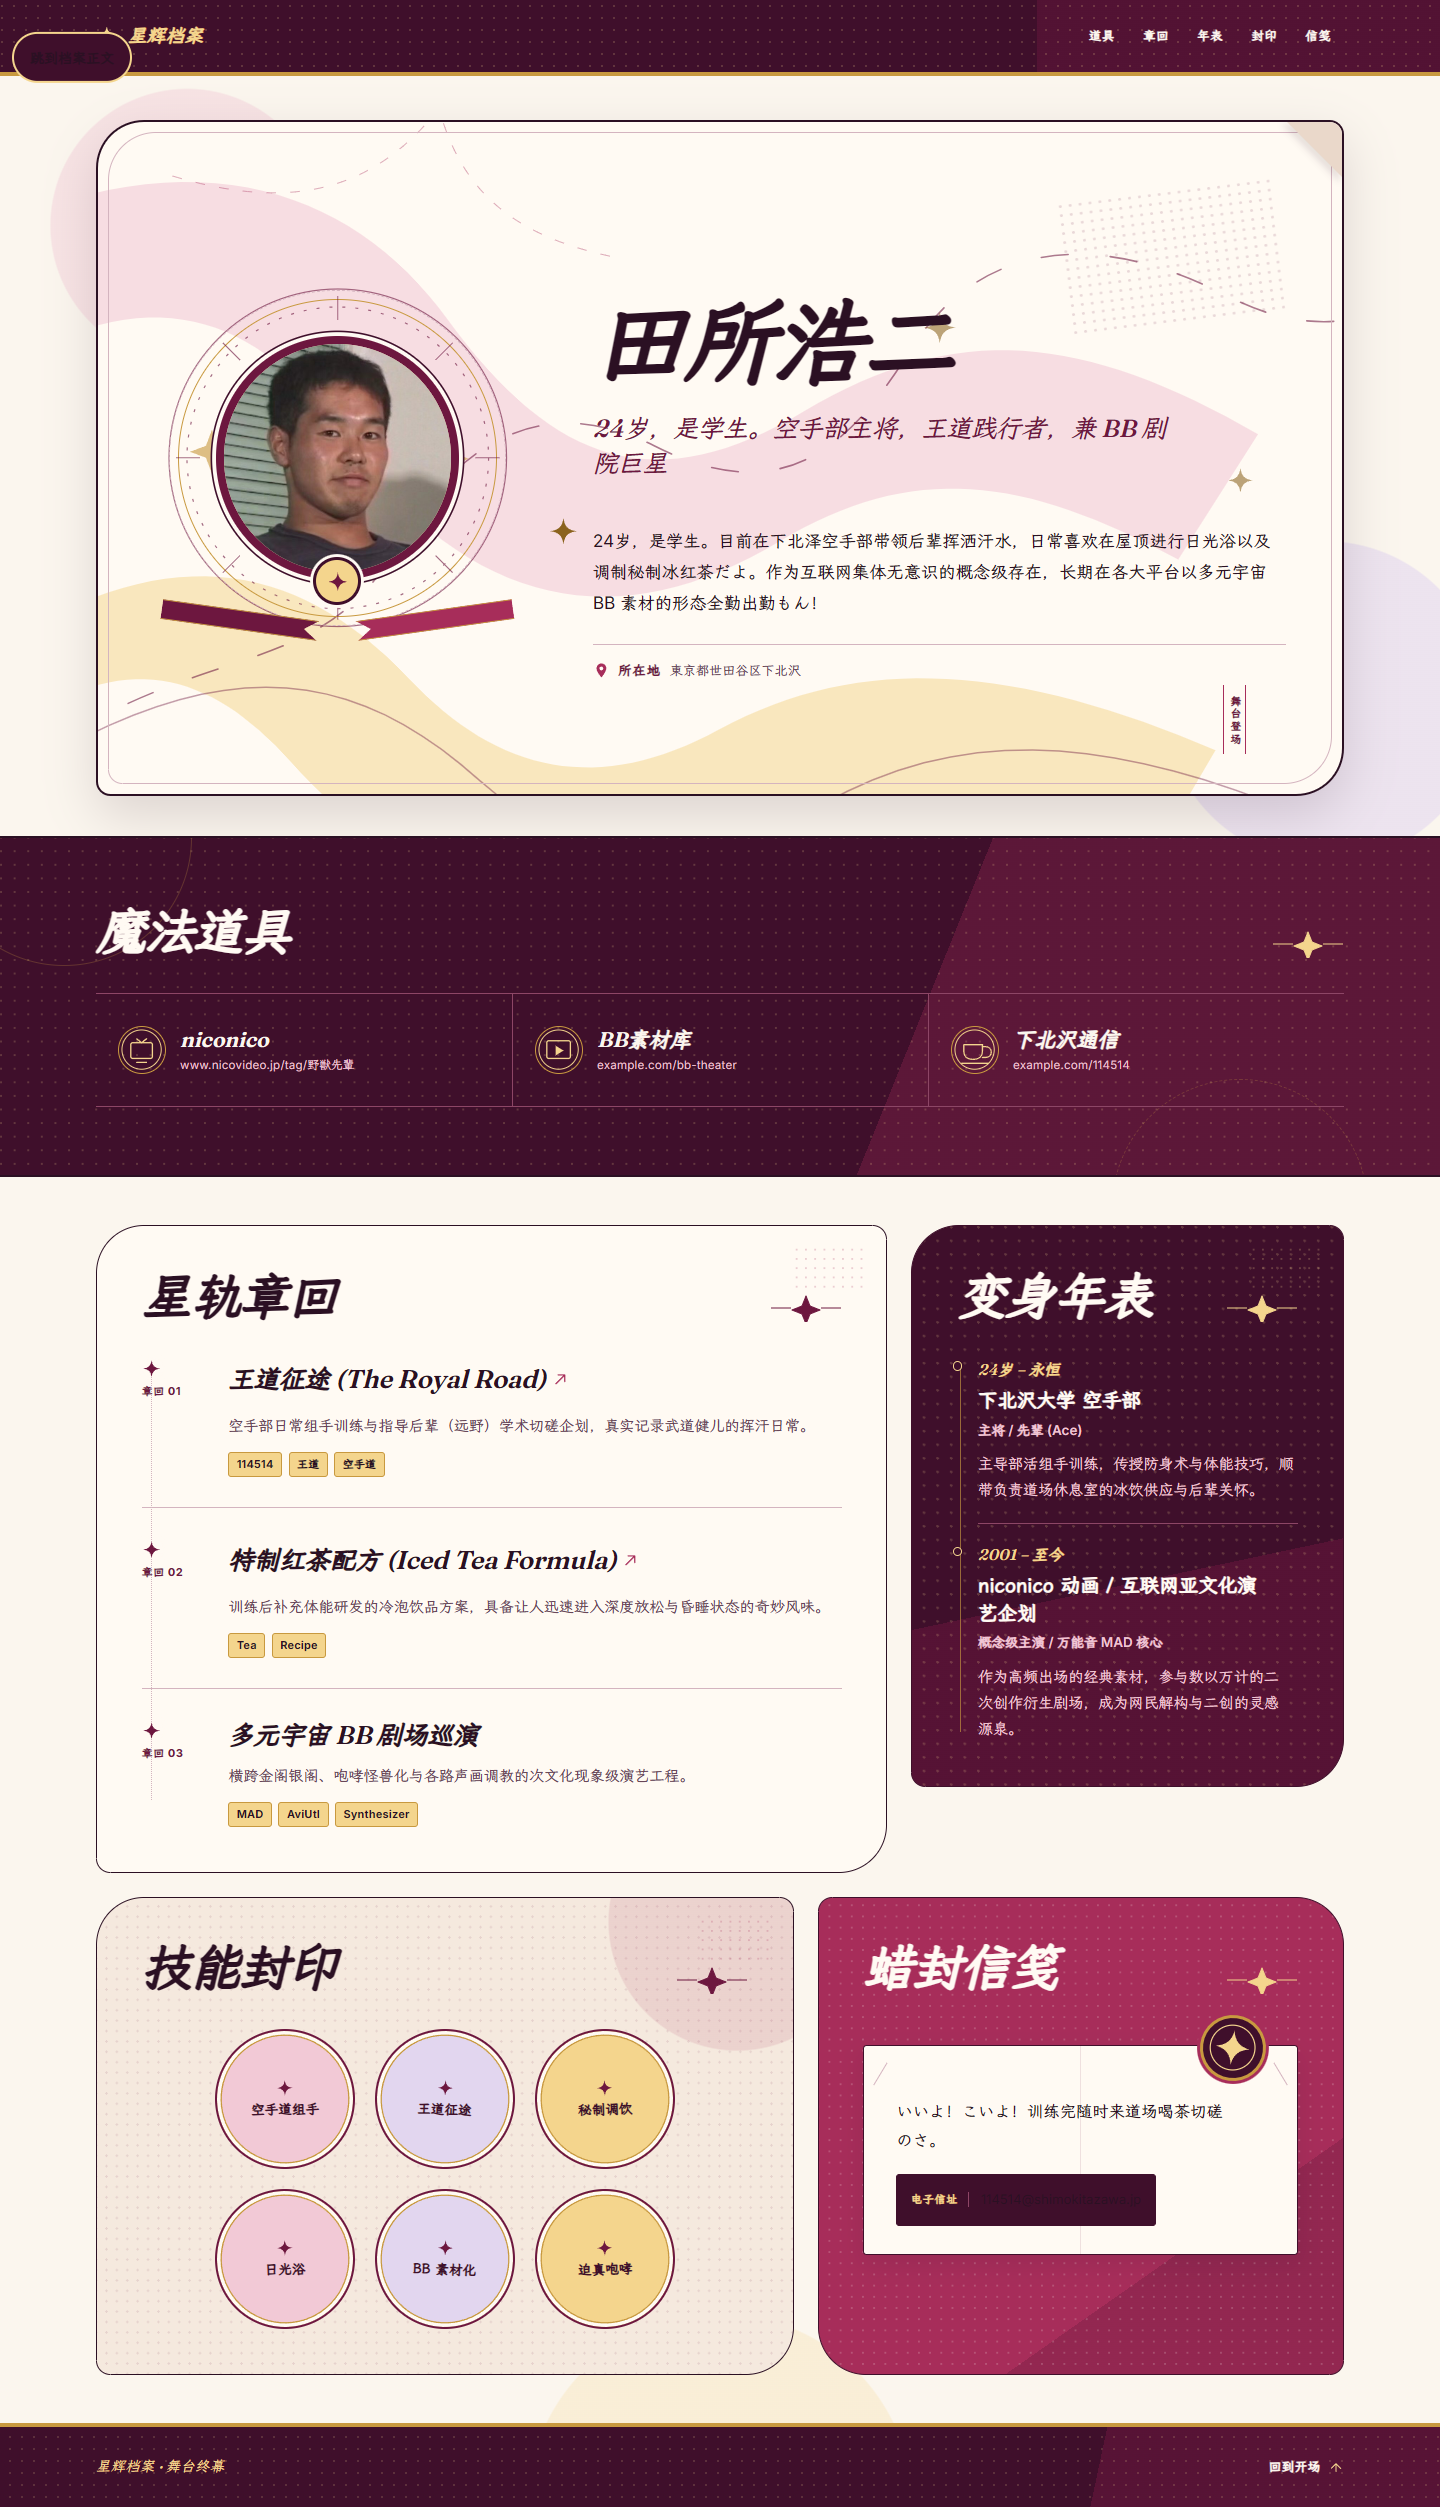 星辉档案
跳到档案正文
道具
章回
年表
封印
信笺
田所浩二
24岁，是学生。空手部主将，王道践行者，兼 BB 剧
院巨星
24岁，是学生。目前在下北泽空手部带领后辈挥洒汗水，日常喜欢在屋顶进行日光浴以及
调制秘制冰红茶だよ。作为互联网集体无意识的概念级存在，长期在各大平台以多元宇宙
BB 素材的形态全勤出勤もん！
所在地 東京都世田谷区下北沢
舞台登场
魔法道具
niconico
www.nicovideo.jp/tag/野獣先輩
BB素材库
example.com/bb-theater
下北沢通信
example.com/114514
星轨章回
章回 01
王道征途 (The Royal Road)
空手部日常组手训练与指导后辈（远野）学术切磋企划，真实记录武道健儿的挥汗日常。
114514 王道 空手道
章回 02
特制红茶配方 (Iced Tea Formula)
训练后补充体能研发的冷泡饮品方案，具备让人迅速进入深度放松与昏睡状态的奇妙风味。
Tea Recipe
章回 03
多元宇宙 BB 剧场巡演
横跨金阁银阁、咆哮怪兽化与各路声画调教的次文化现象级演艺工程。
MAD AviUtl Synthesizer
变身年表
24岁 – 永恒
下北沢大学 空手部
主将 / 先辈 (Ace)
主导部活组手训练，传授防身术与体能技巧，顺
带负责道场休息室的冰饮供应与后辈关怀。
2001 – 至今
niconico 动画 / 互联网亚文化演
艺企划
概念级主演 / 万能音 MAD 核心
作为高频出场的经典素材，参与数以万计的二
次创作衍生剧场，成为网民解构与二创的灵感
源泉。
技能封印
空手道组手
王道征途
秘制调饮
日光浴
BB 素材化
迫真咆哮
蜡封信笺
いいよ！こいよ！训练完随时来道场喝茶切磋
のさ。
电子信址
星辉档案 · 舞台终幕
回到开场